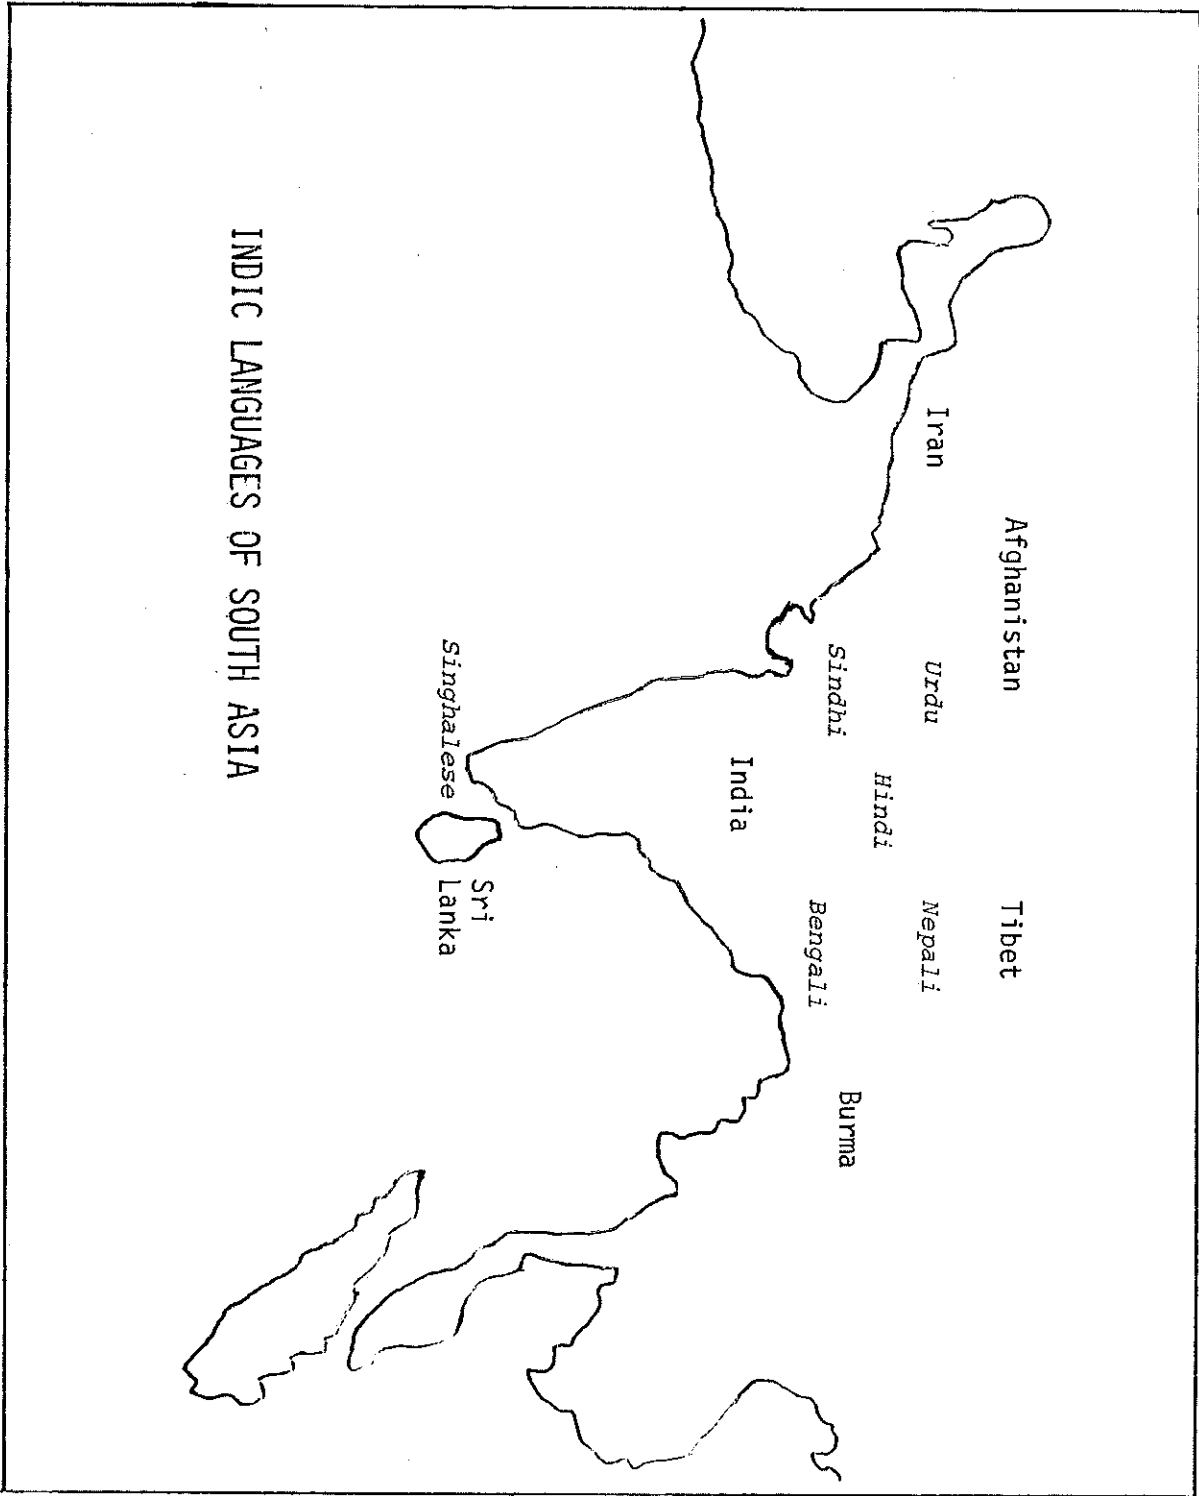 Afghanistan
Tibet
Iran
Urdu
Nepali
Hindi
Sindhi
Bengali
Burma
India
Singhalese
Sri
Lanka
INDIC LANGUAGES OF SOUTH ASIA